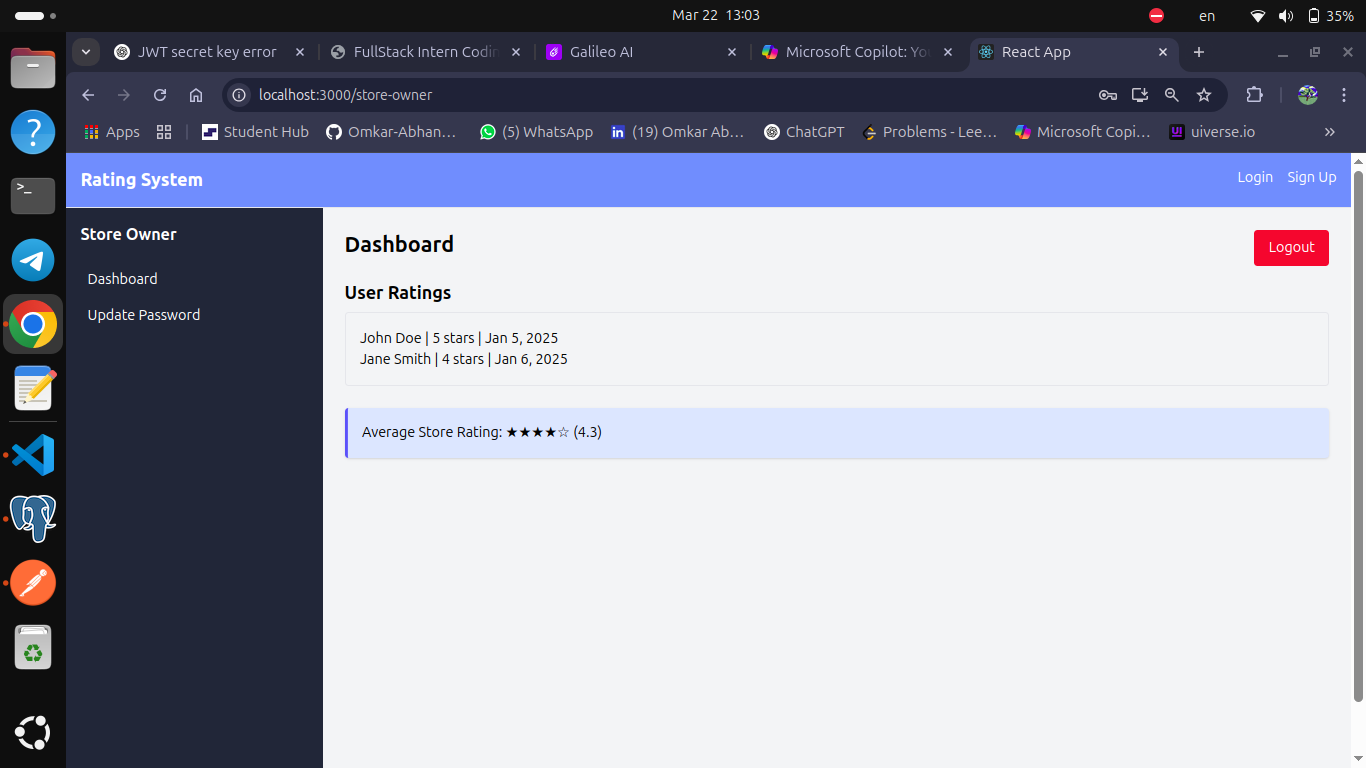 Mar 22 13:03
en
35%
JWT secret key error
FullStack Intern Codin
Galileo AI
Microsoft Copilot: Yo
React App
localhost:3000/store-owner
Apps
Student Hub
Omkar-Abhan…
(5) WhatsApp
(19) Omkar Ab…
ChatGPT
Problems - Lee…
Microsoft Copi…
UI
uiverse.io
Rating System
Login
Sign Up
Store Owner
Dashboard
Update Password
Dashboard
Logout
User Ratings
John Doe | 5 stars | Jan 5, 2025
Jane Smith | 4 stars | Jan 6, 2025
Average Store Rating: ★★★★☆ (4.3)